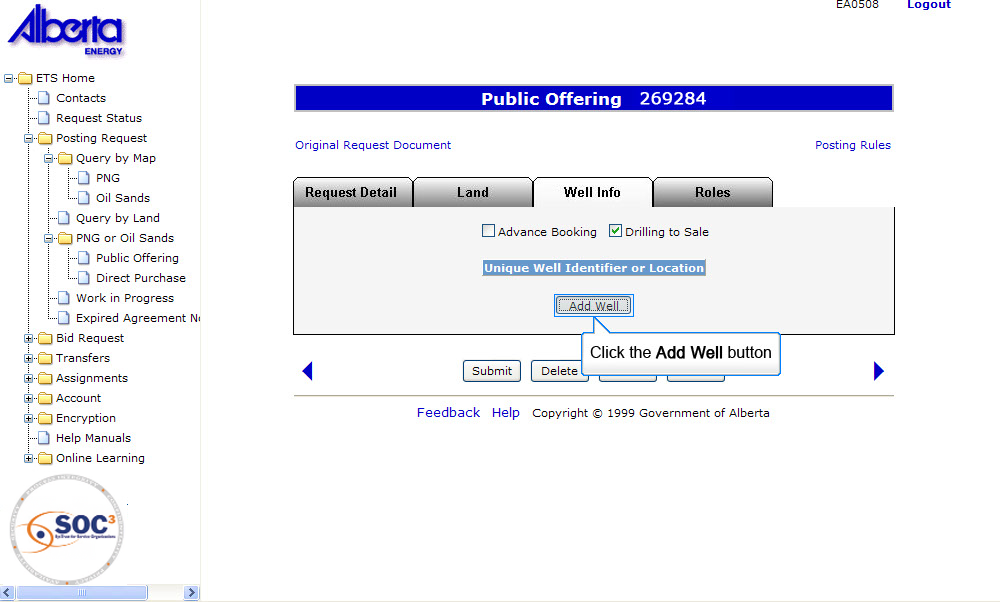 EA0508 Logout
Alberta
ENERGY
ETS Home
Contacts
Request Status
Posting Request
Query by Map
PNG
Oil Sands
Query by Land
PNG or Oil Sands
Public Offering
Direct Purchase
Work in Progress
Expired Agreement
Bid Request
Transfers
Assignments
Account
Encryption
Help Manuals
Online Learning
SOC3
SysTrust for Service Organizations
Public Offering 269284
Original Request Document Posting Rules
Request Detail Land Well Info Roles
Advance Booking Drilling to Sale
Unique Well Identifier or Location
Add Well
Click the Add Well button
Submit Delete
Feedback Help Copyright © 1999 Government of Alberta